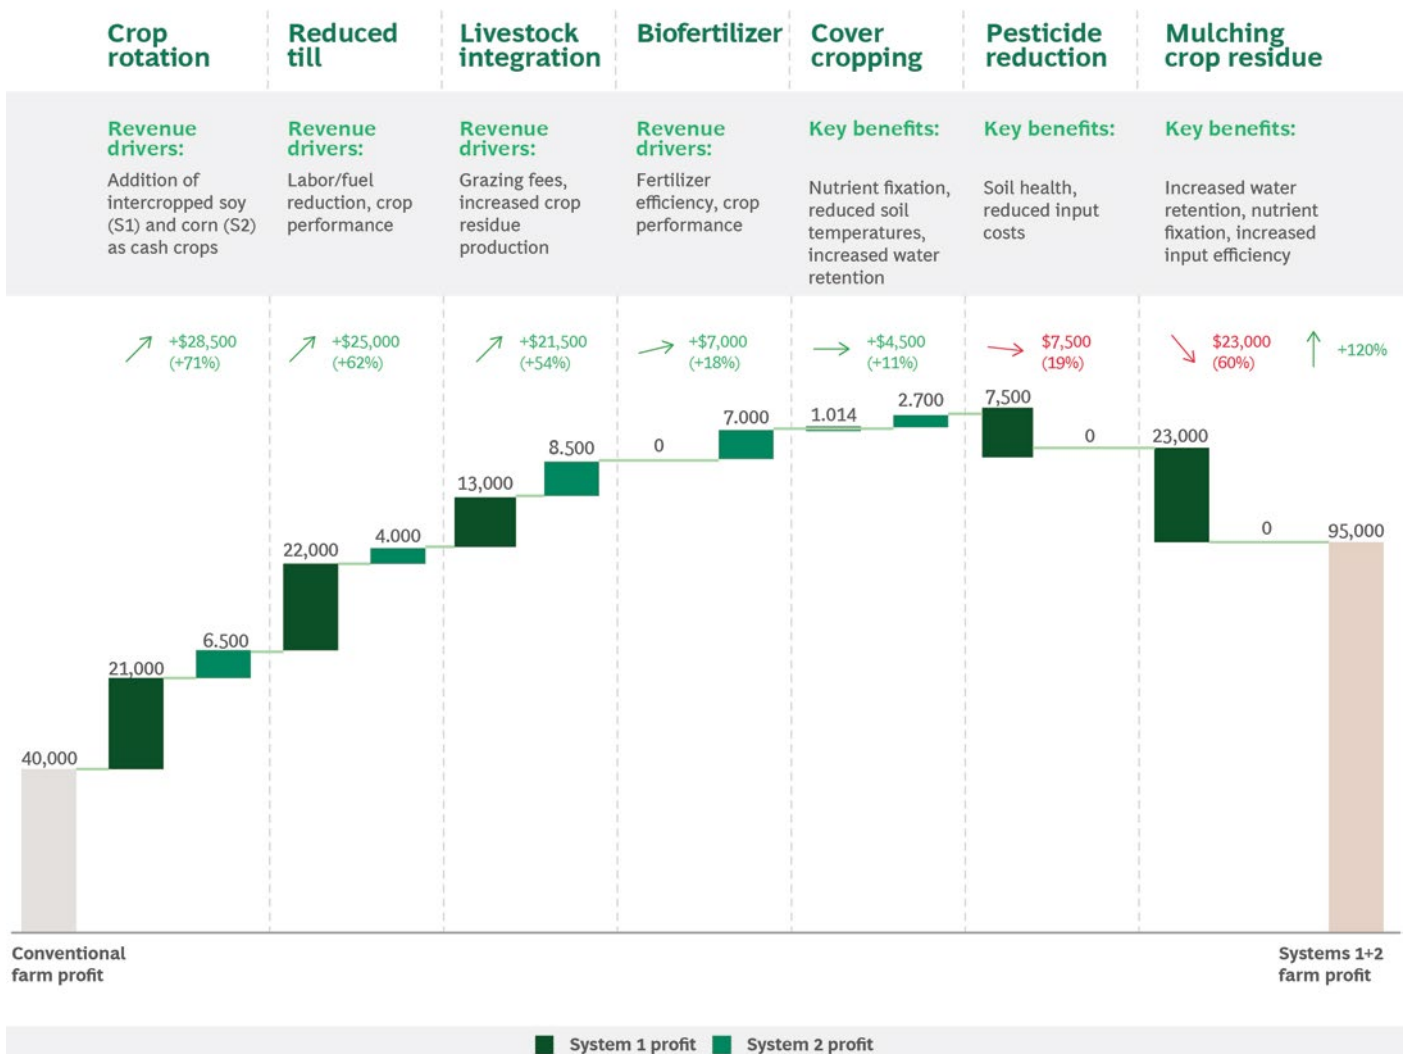 Crop
rotation
Reduced
till
Livestock
integration
Biofertilizer
Cover
cropping
Pesticide
reduction
Mulching
crop residue
Revenue
drivers:
Addition of
intercropped soy
(S1) and corn (S2)
as cash crops
Revenue
drivers:
Labor/fuel
reduction, crop
performance
Revenue
drivers:
Grazing fees,
increased crop
residue
production
Revenue
drivers:
Fertilizer
efficiency, crop
performance
Key benefits:
Nutrient fixation,
reduced soil
temperatures,
increased water
retention
Key benefits:
Soil health,
reduced input
costs
Key benefits:
Increased water
retention, nutrient
fixation, increased
input efficiency
+$28,500
(+71%)
+$25,000
(+62%)
+$21,500
(+54%)
+$7,000
(+18%)
+$4,500
(+11%)
$7,500
(19%)
$23,000
(60%)
+120%
40,000
21,000
6.500
22,000
4.000
13,000
8.500
0
7.000
1.014
2.700
7,500
0
23,000
0
95,000
Conventional
farm profit
Systems 1+2
farm profit
System 1 profit
System 2 profit